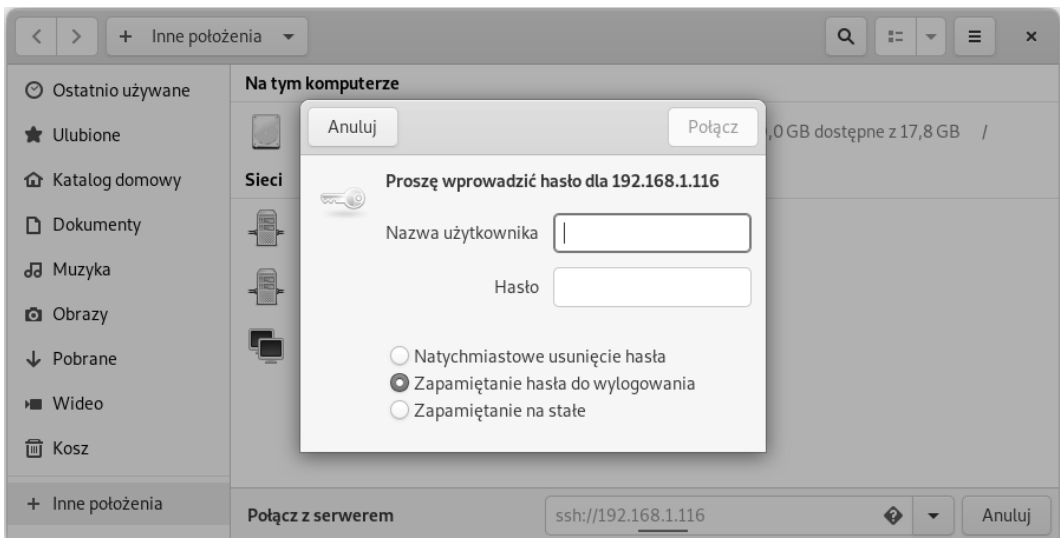 Inne położenia
Ostatnio używane
Ulubione
Katalog domowy
Dokumenty
Muzyka
Obrazy
Pobrane
Wideo
Kosz
Inne położenia
Na tym komputerze
,0 GB dostępne z 17,8 GB /
Sieci
Anuluj
Połącz
Proszę wprowadzić hasło dla 192.168.1.116
Nazwa użytkownika
Hasło
Natychmiastowe usunięcie hasła
Zapamiętanie hasła do wylogowania
Zapamiętanie na stałe
Połącz z serwerem
ssh://192.168.1.116
Anuluj